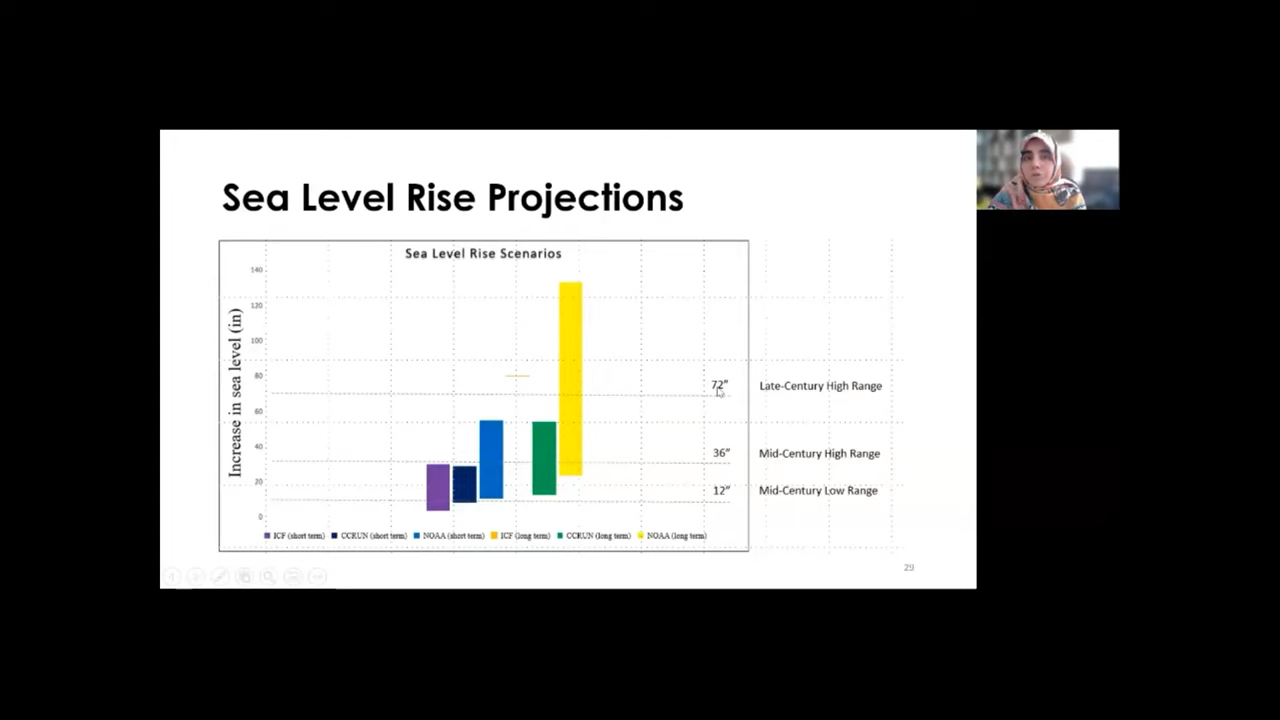 Sea Level Rise Projections
Sea Level Rise Scenarios
Increase in sea level (in)
140
120
100
80
60
40
20
0
72" Late-Century High Range
36" Mid-Century High Range
12" Mid-Century Low Range
ICF (short term) CCRUN (short term) NOAA (short term) ICF (long term) CCRUN (long term) NOAA (long term)
29